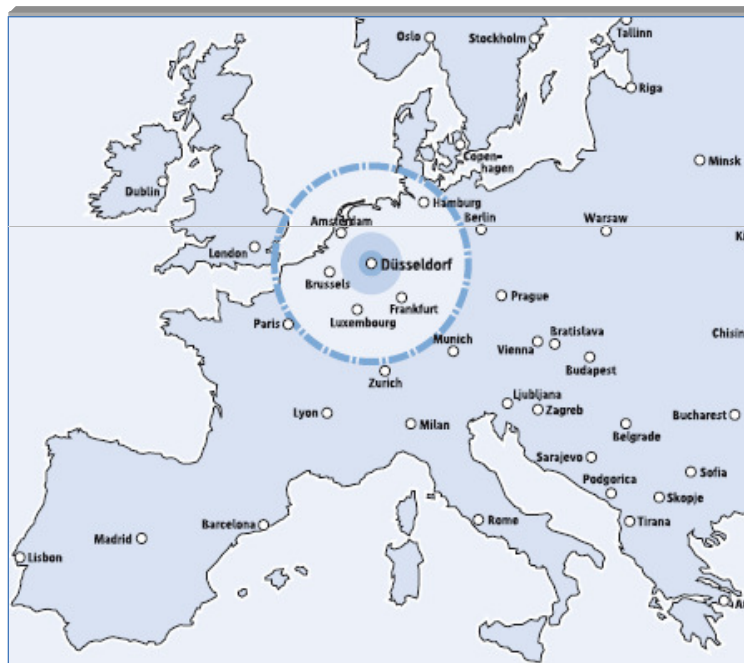 Oslo
Stockholm
Tallinn
Riga
Copen-
hagen
Minsk
Dublin
Hamburg
Amsterdam
Berlin
Warsaw
London
Düsseldorf
Brussels
Frankfurt
Prague
Luxembourg
Paris
Munich
Vienna
Bratislava
Budapest
Zurich
Ljubljana
Zagreb
Lyon
Milan
Bucharest
Belgrade
Sarajevo
Sofia
Podgorica
Skopje
Barcelona
Rome
Tirana
Madrid
Lisbon
Chisin